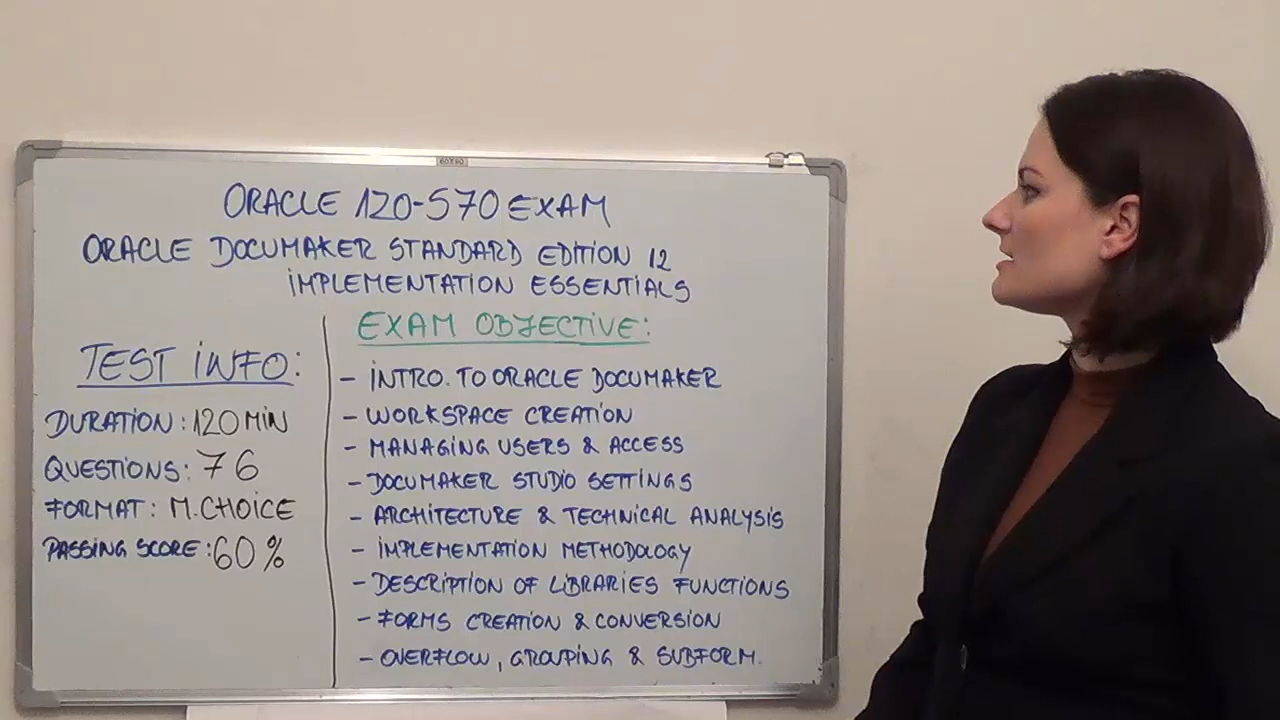 60X90
ORACLE 1Z0-570 EXAM
ORACLE DOCUMAKER STANDARD EDITION 12
IMPLEMENTATION ESSENTIALS
TEST INFO:
DURATION: 120 MIN
QUESTIONS: 76
FORMAT: M.CHOICE
PASSING SCORE: 60%
EXAM OBJECTIVE:
- INTRO. TO ORACLE DOCUMAKER
- WORKSPACE CREATION
- MANAGING USERS & ACCESS
- DOCUMAKER STUDIO SETTINGS
- ARCHITECTURE & TECHNICAL ANALYSIS
- IMPLEMENTATION METHODOLOGY
- DESCRIPTION OF LIBRARIES FUNCTIONS
- FORMS CREATION & CONVERSION
- OVERFLOW, GROUPING & SUBFORM.